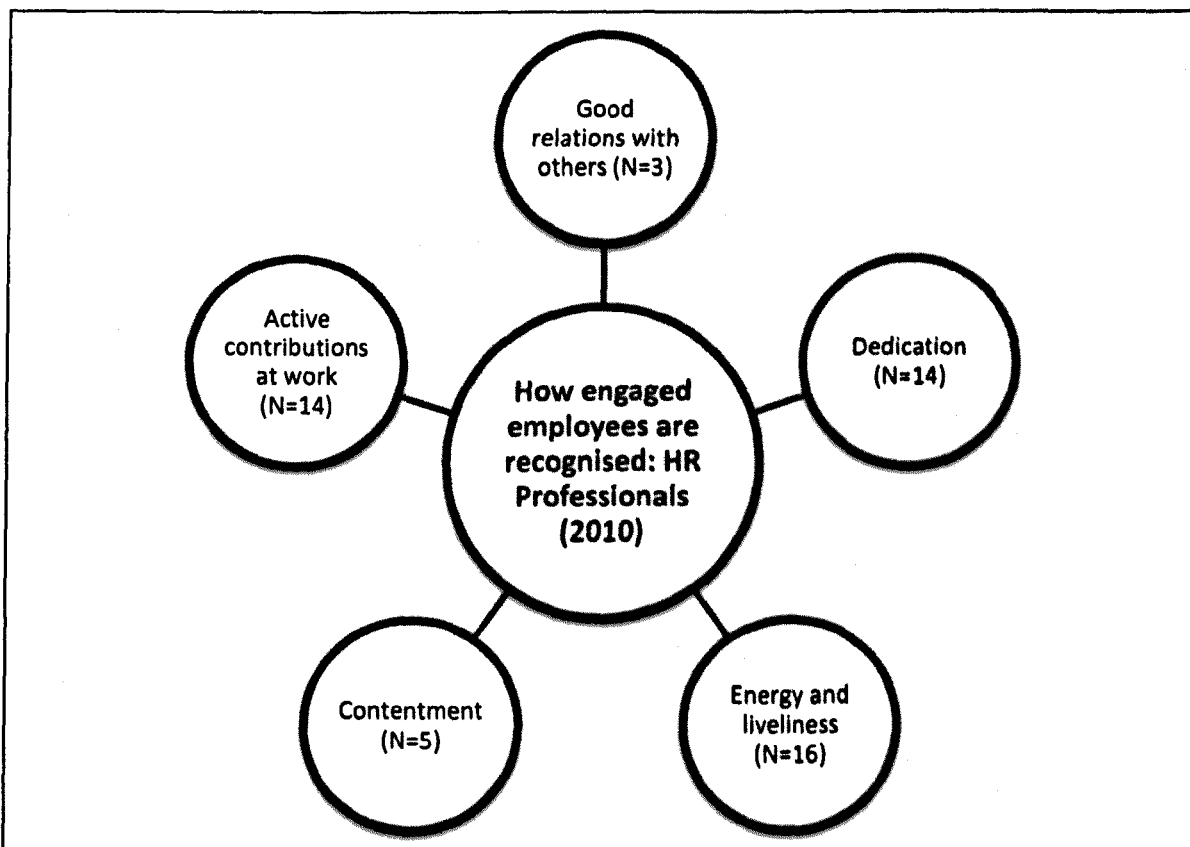 Good
relations with
others (N=3)
Active
contributions
at work
(N=14)
Dedication
(N=14)
How engaged
employees are
recognised: HR
Professionals
(2010)
Contentment
(N=5)
Energy and
liveliness
(N=16)